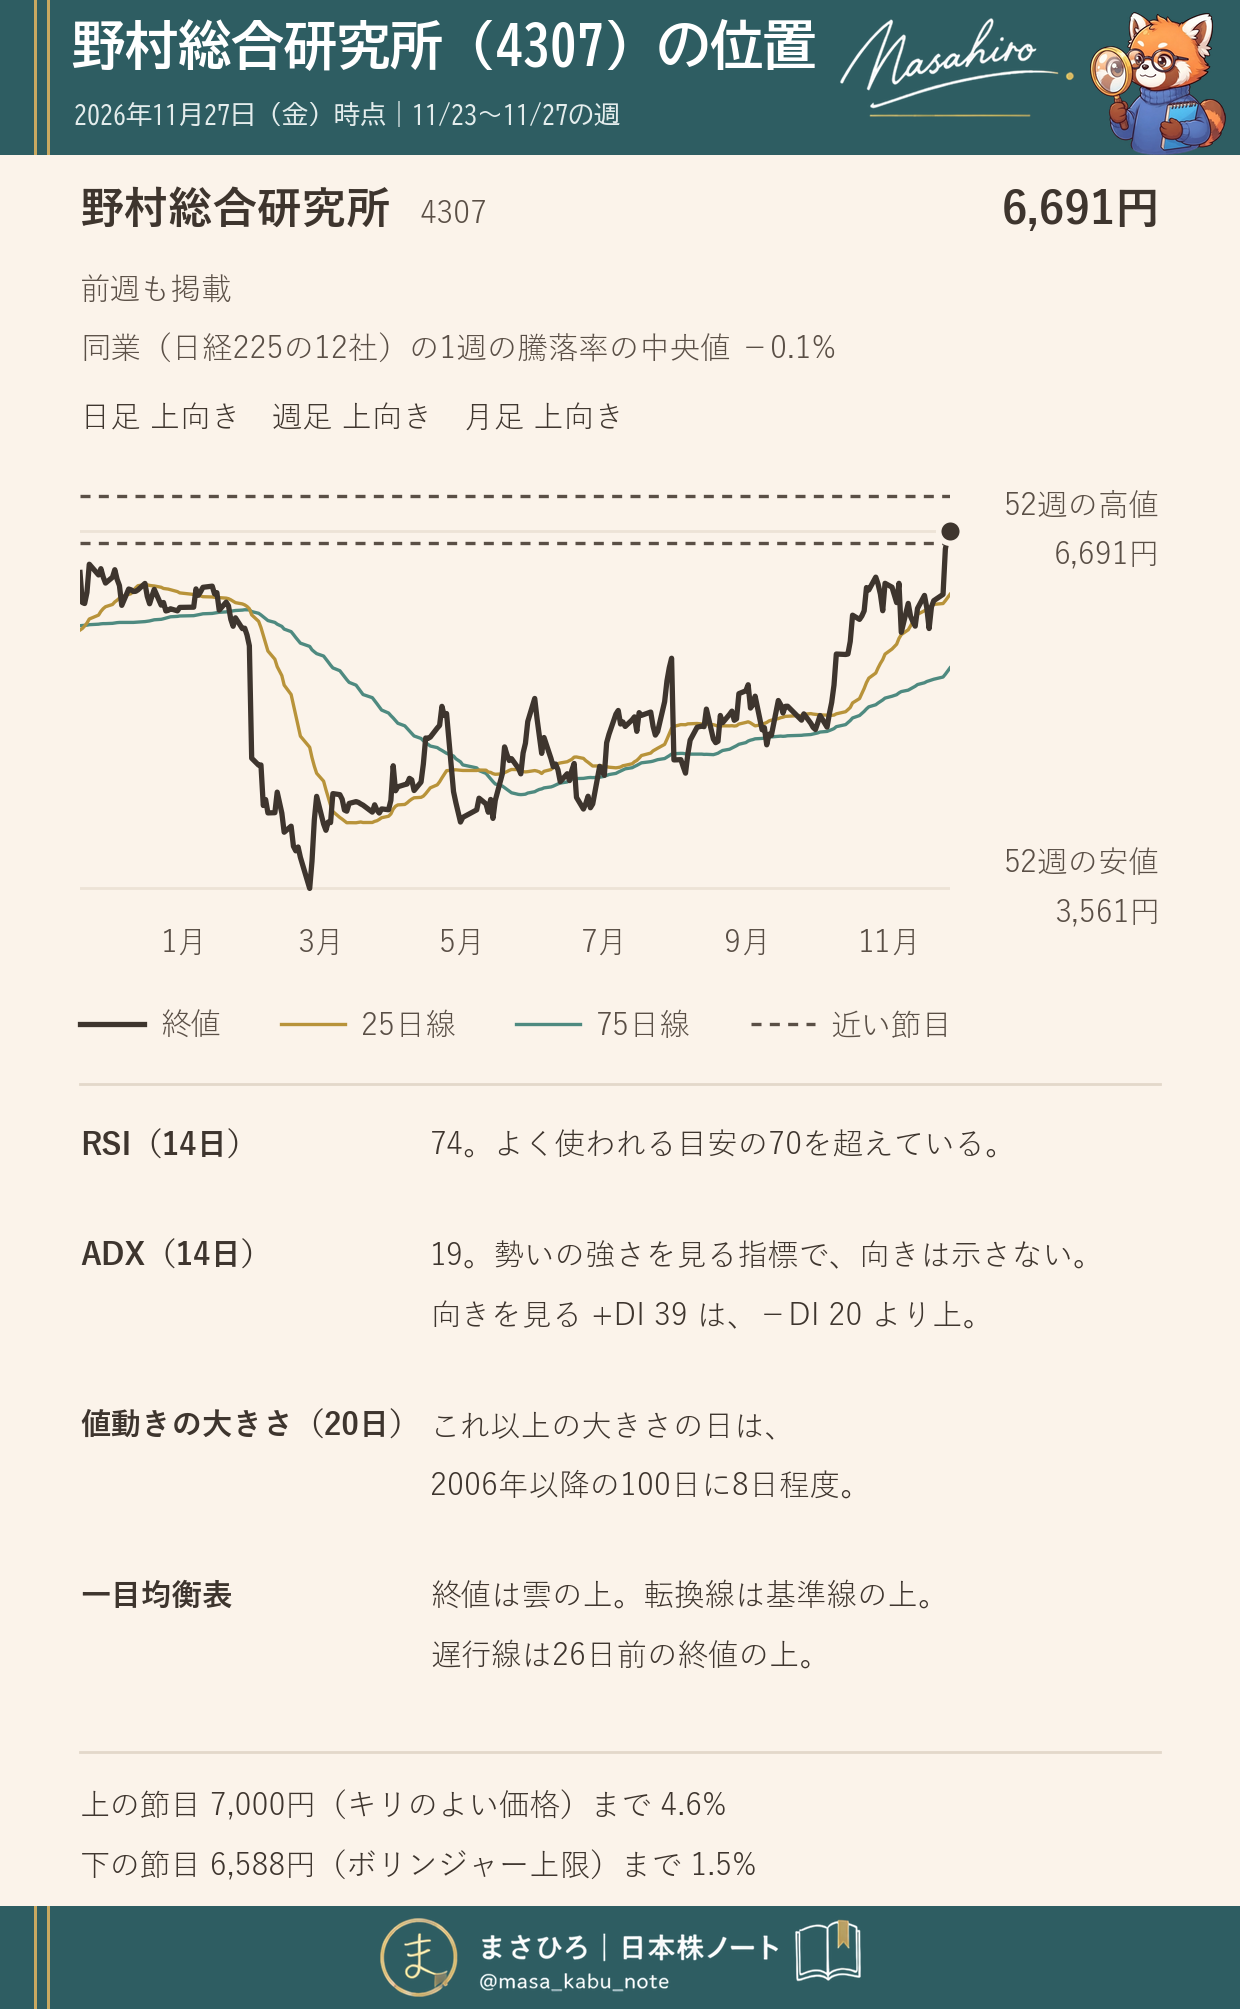 野村総合研究所（4307）の位置
Masahiro
2026年11月27日（金）時点｜11/23〜11/27の週
野村総合研究所 4307 6,691円
前週も掲載
同業（日経225の12社）の1週の騰落率の中央値 −0.1%
日足 上向き 週足 上向き 月足 上向き
52週の高値
6,691円
52週の安値
3,561円
1月 3月 5月 7月 9月 11月
終値 25日線 75日線 近い節目
RSI（14日） 74。よく使われる目安の70を超えている。
ADX（14日） 19。勢いの強さを見る指標で、向きは示さない。
向きを見る +DI 39 は、−DI 20 より上。
値動きの大きさ（20日） これ以上の大きさの日は、
2006年以降の100日に8日程度。
一目均衡表 終値は雲の上。転換線は基準線の上。
遅行線は26日前の終値の上。
上の節目 7,000円（キリのよい価格）まで 4.6%
下の節目 6,588円（ボリンジャー上限）まで 1.5%
ま
まさひろ｜日本株ノート
@masa_kabu_note